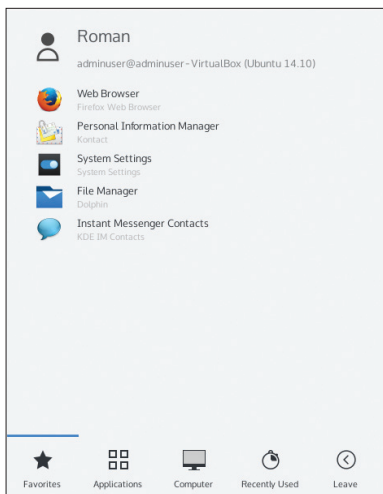 Roman
adminuser@adminuser-VirtualBox (Ubuntu 14.10)
Web Browser
Firefox Web Browser
Personal Information Manager
Kontact
System Settings
System Settings
File Manager
Dolphin
Instant Messenger Contacts
KDE IM Contacts
Favorites Applications Computer Recently Used Leave